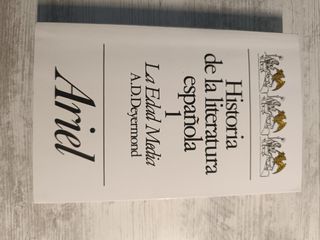 Historia
de la literatura
española
1
La Edad Media
A.D.Deyermond
Ariel